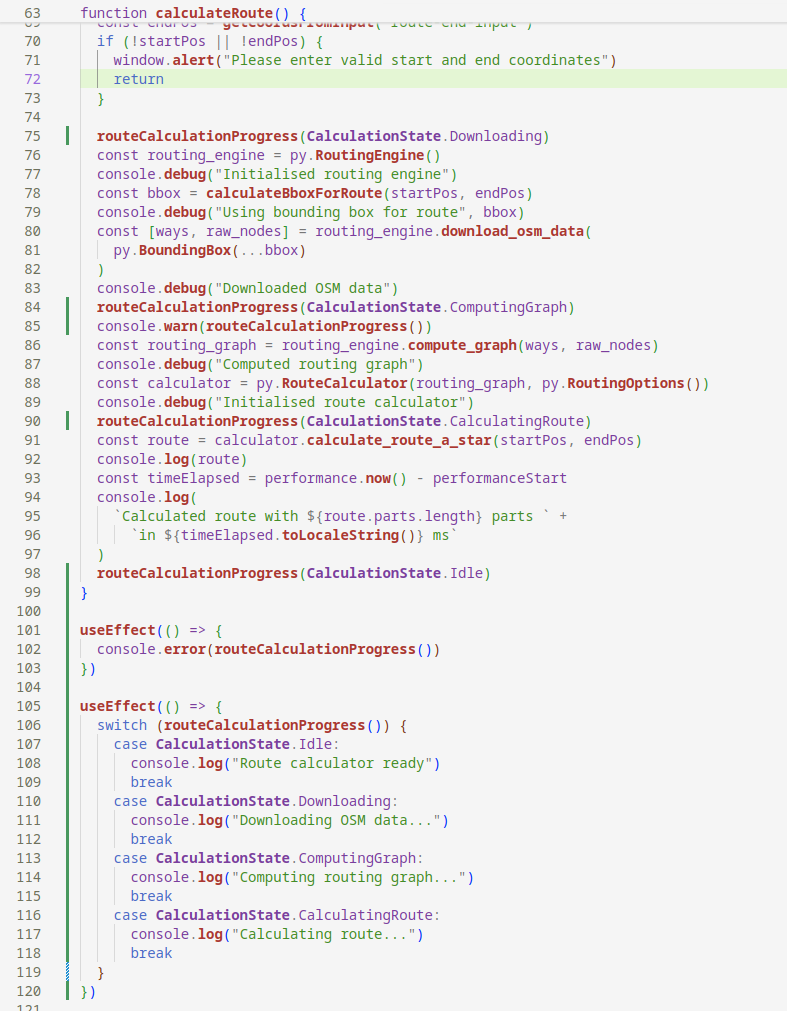 63 function calculateRoute() {
70 if (!startPos || !endPos) {
71 window.alert("Please enter valid start and end coordinates")
72 return
73 }
74
75 routeCalculationProgress(CalculationState.Downloading)
76 const routing_engine = py.RoutingEngine()
77 console.debug("Initialised routing engine")
78 const bbox = calculateBboxForRoute(startPos, endPos)
79 console.debug("Using bounding box for route", bbox)
80 const [ways, raw_nodes] = routing_engine.download_osm_data(
81 py.BoundingBox(...bbox)
82 )
83 console.debug("Downloaded OSM data")
84 routeCalculationProgress(CalculationState.ComputingGraph)
85 console.warn(routeCalculationProgress())
86 const routing_graph = routing_engine.compute_graph(ways, raw_nodes)
87 console.debug("Computed routing graph")
88 const calculator = py.RouteCalculator(routing_graph, py.RoutingOptions())
89 console.debug("Initialised route calculator")
90 routeCalculationProgress(CalculationState.CalculatingRoute)
91 const route = calculator.calculate_route_a_star(startPos, endPos)
92 console.log(route)
93 const timeElapsed = performance.now() - performanceStart
94 console.log(
95 `Calculated route with ${route.parts.length} parts ` +
96 `in ${timeElapsed.toLocaleString()} ms`
97 )
98 routeCalculationProgress(CalculationState.Idle)
99 }
100
101 useEffect(() => {
102 console.error(routeCalculationProgress())
103 })
104
105 useEffect(() => {
106 switch (routeCalculationProgress()) {
107 case CalculationState.Idle:
108 console.log("Route calculator ready")
109 break
110 case CalculationState.Downloading:
111 console.log("Downloading OSM data...")
112 break
113 case CalculationState.ComputingGraph:
114 console.log("Computing routing graph...")
115 break
116 case CalculationState.CalculatingRoute:
117 console.log("Calculating route...")
118 break
119 }
120 })
121